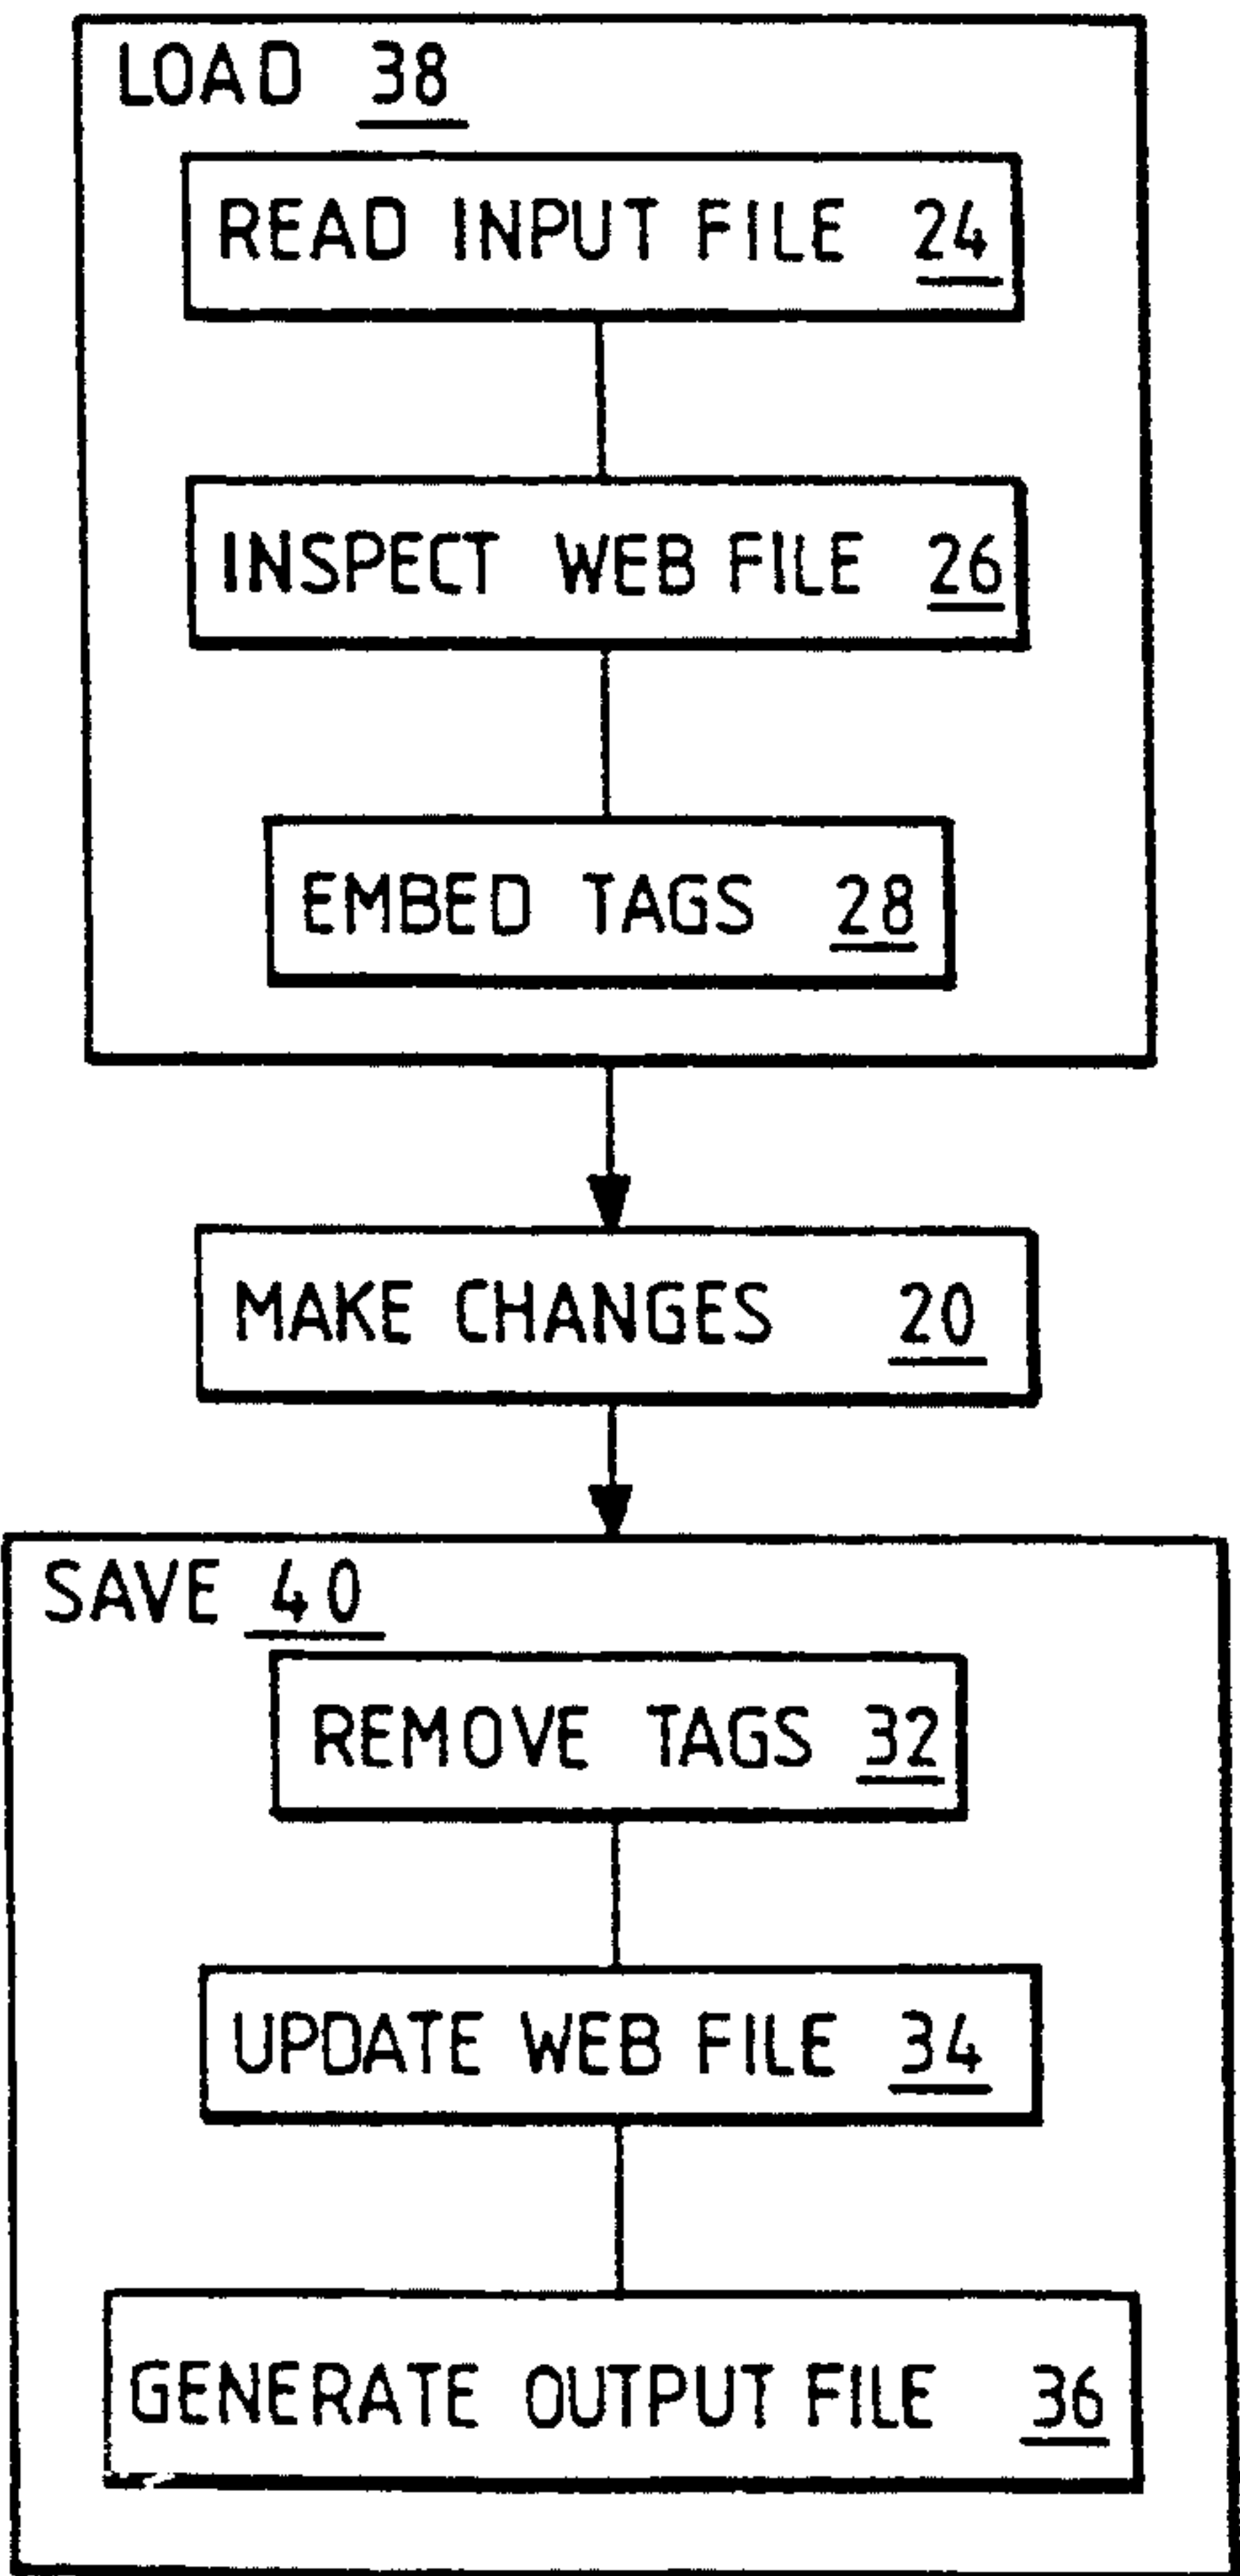 LOAD 38
READ INPUT FILE 24
INSPECT WEB FILE 26
EMBED TAGS 28
MAKE CHANGES 20
SAVE 40
REMOVE TAGS 32
UPDATE WEB FILE 34
GENERATE OUTPUT FILE 36